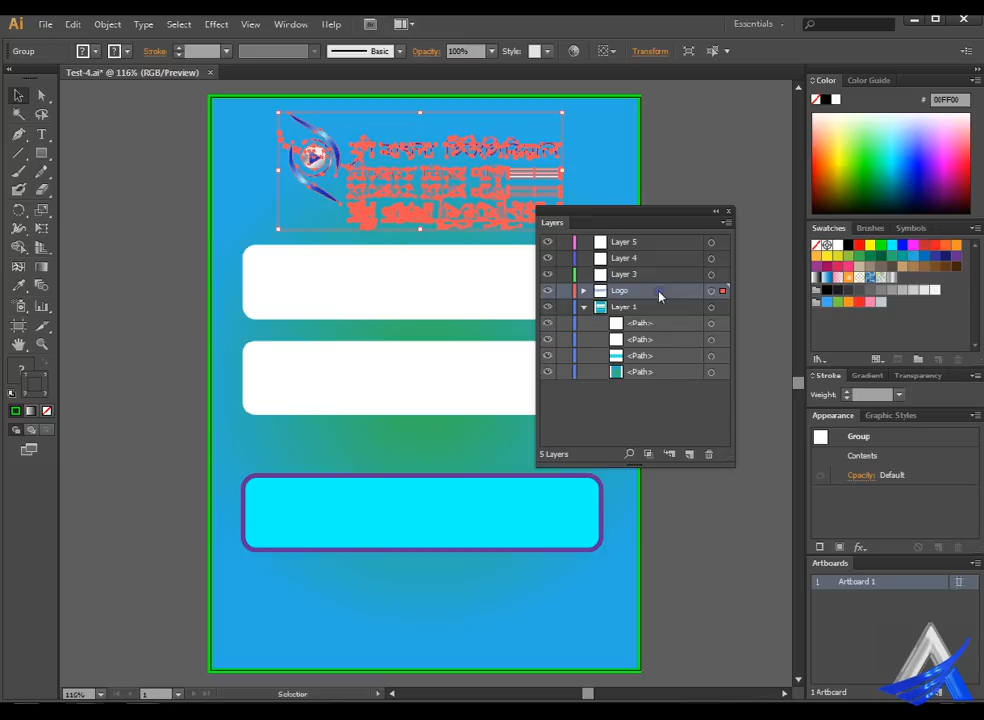 Ai File Edit Object Type Select Effect View Window Help Br Essentials
Group ? ? Stroke: Basic Opacity: 100% Style: Transform
Test-4.ai* @ 116% (RGB/Preview) ×
Color Color Guide
# 00FF00
Swatches Brushes Symbols
Layers
Layer 5
Layer 4
Layer 3
Logo
Layer 1
<Path>
<Path>
<Path>
<Path>
5 Layers
Stroke Gradient Transparency
Weight:
Appearance Graphic Styles
Group
Contents
Opacity: Default
fx
Artboards
1 Artboard 1
1 Artboard
116% 1 Selection